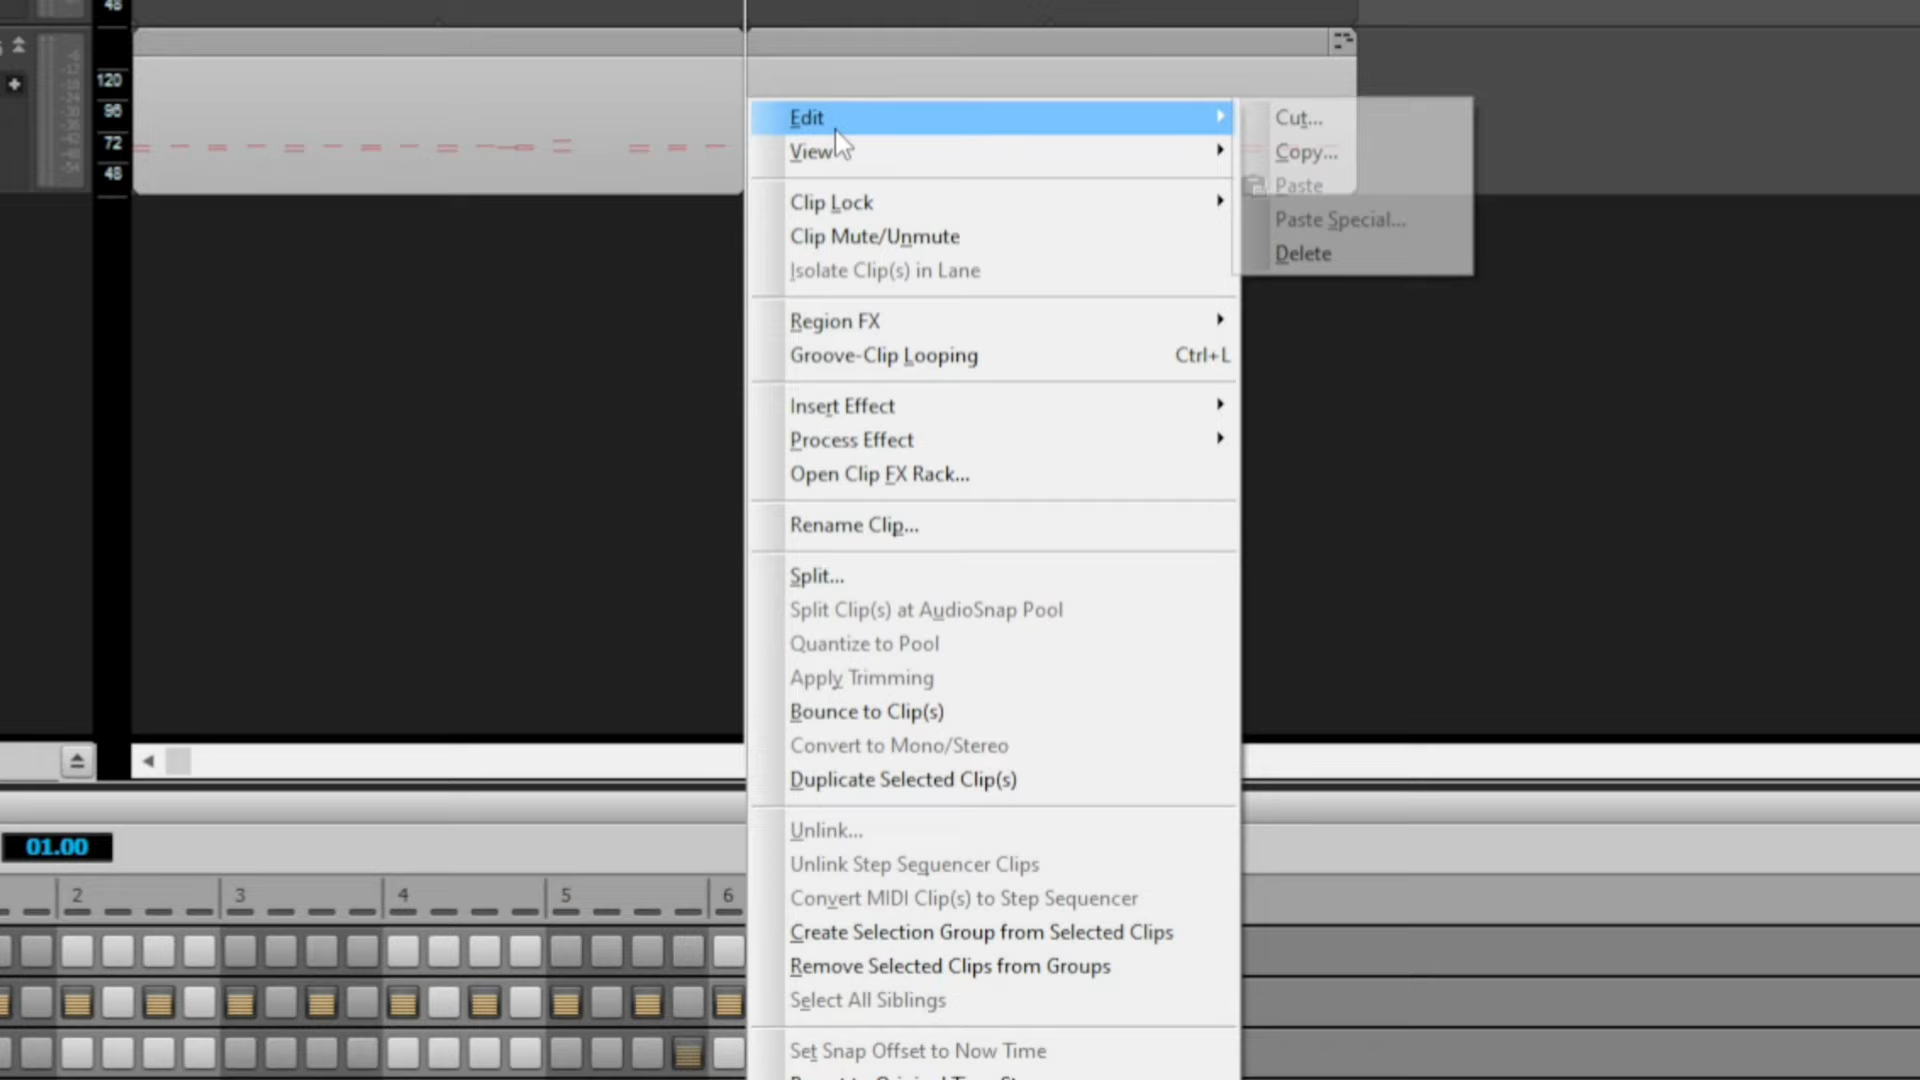 48
120
96
72
48
Edit
View
Clip Lock
Clip Mute/Unmute
Isolate Clip(s) in Lane
Region FX
Groove-Clip Looping Ctrl+L
Insert Effect
Process Effect
Open Clip FX Rack...
Rename Clip...
Split...
Split Clip(s) at AudioSnap Pool
Quantize to Pool
Apply Trimming
Bounce to Clip(s)
Convert to Mono/Stereo
Duplicate Selected Clip(s)
Unlink...
Unlink Step Sequencer Clips
Convert MIDI Clip(s) to Step Sequencer
Create Selection Group from Selected Clips
Remove Selected Clips from Groups
Select All Siblings
Set Snap Offset to Now Time
Cut...
Copy...
Paste
Paste Special...
Delete
01.00
2 3 4 5 6